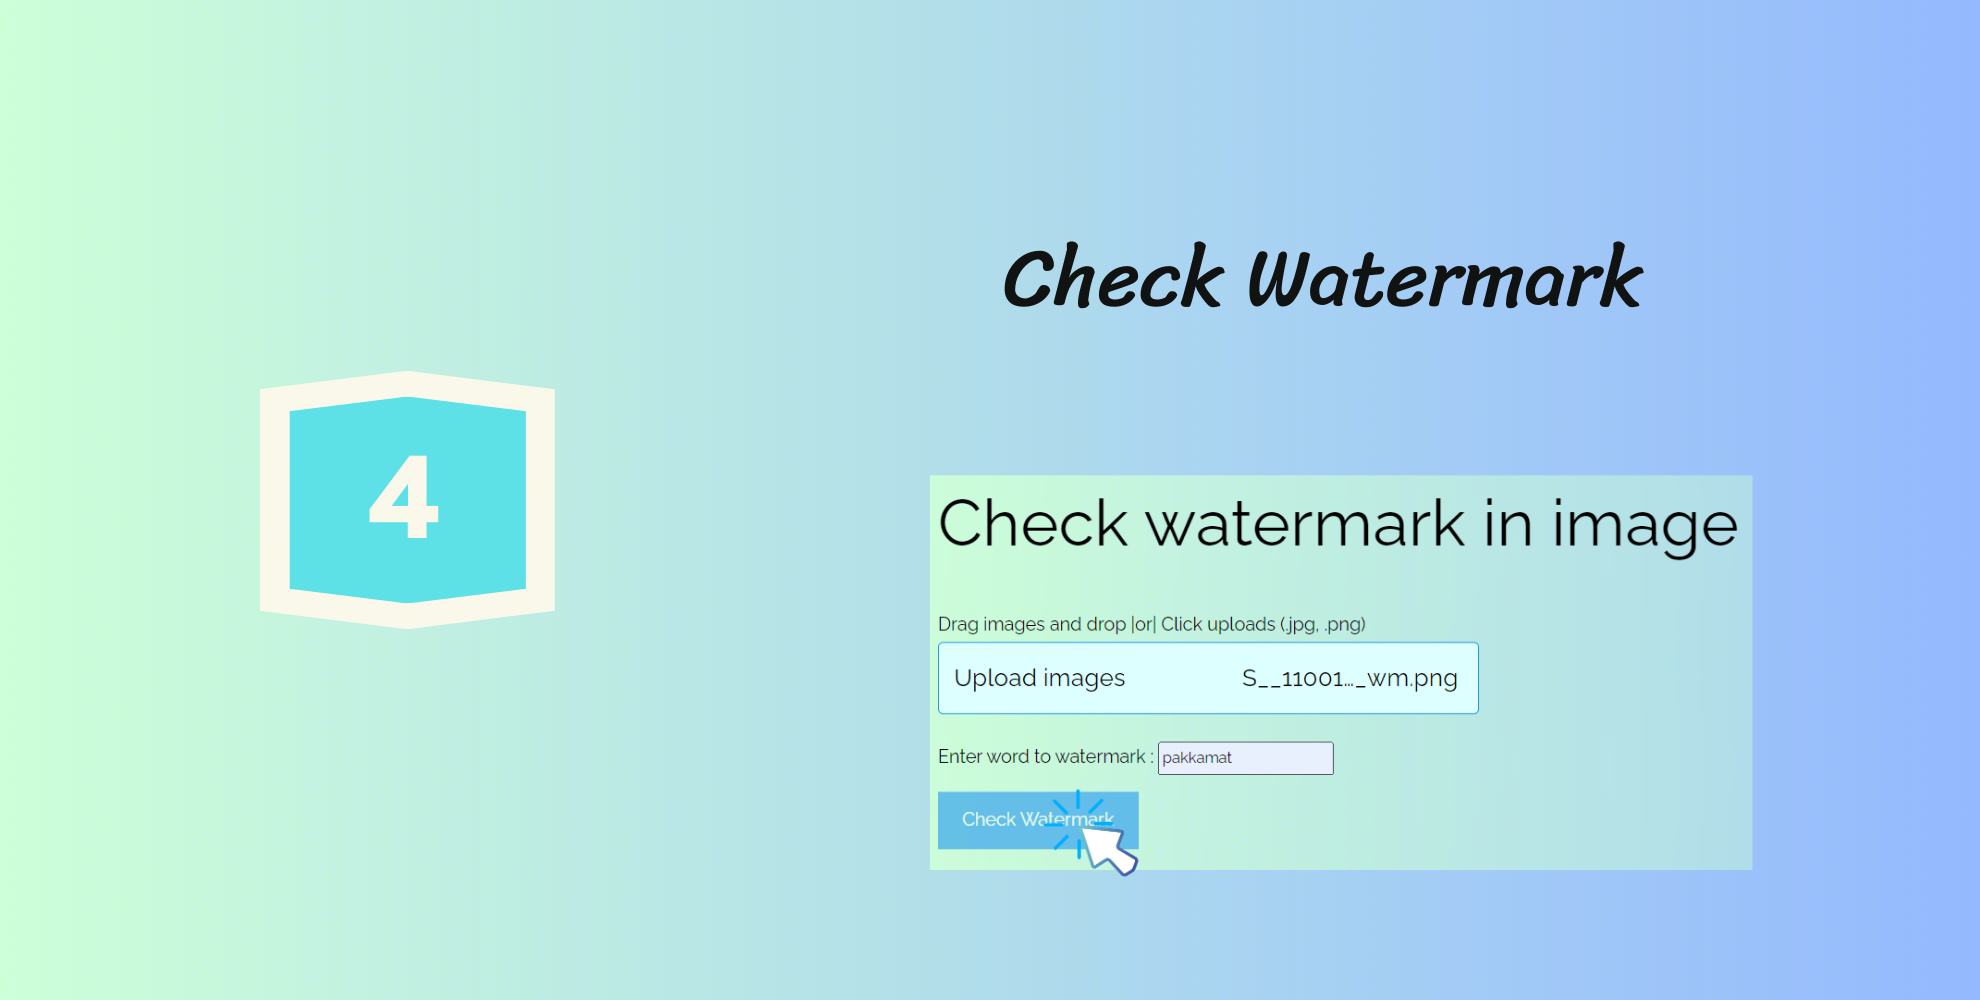 4
Check Watermark
Check watermark in image
Drag images and drop |or| Click uploads (.jpg, .png)
Upload images S__11001..._wm.png
Enter word to watermark : pakkamat
Check Watermark